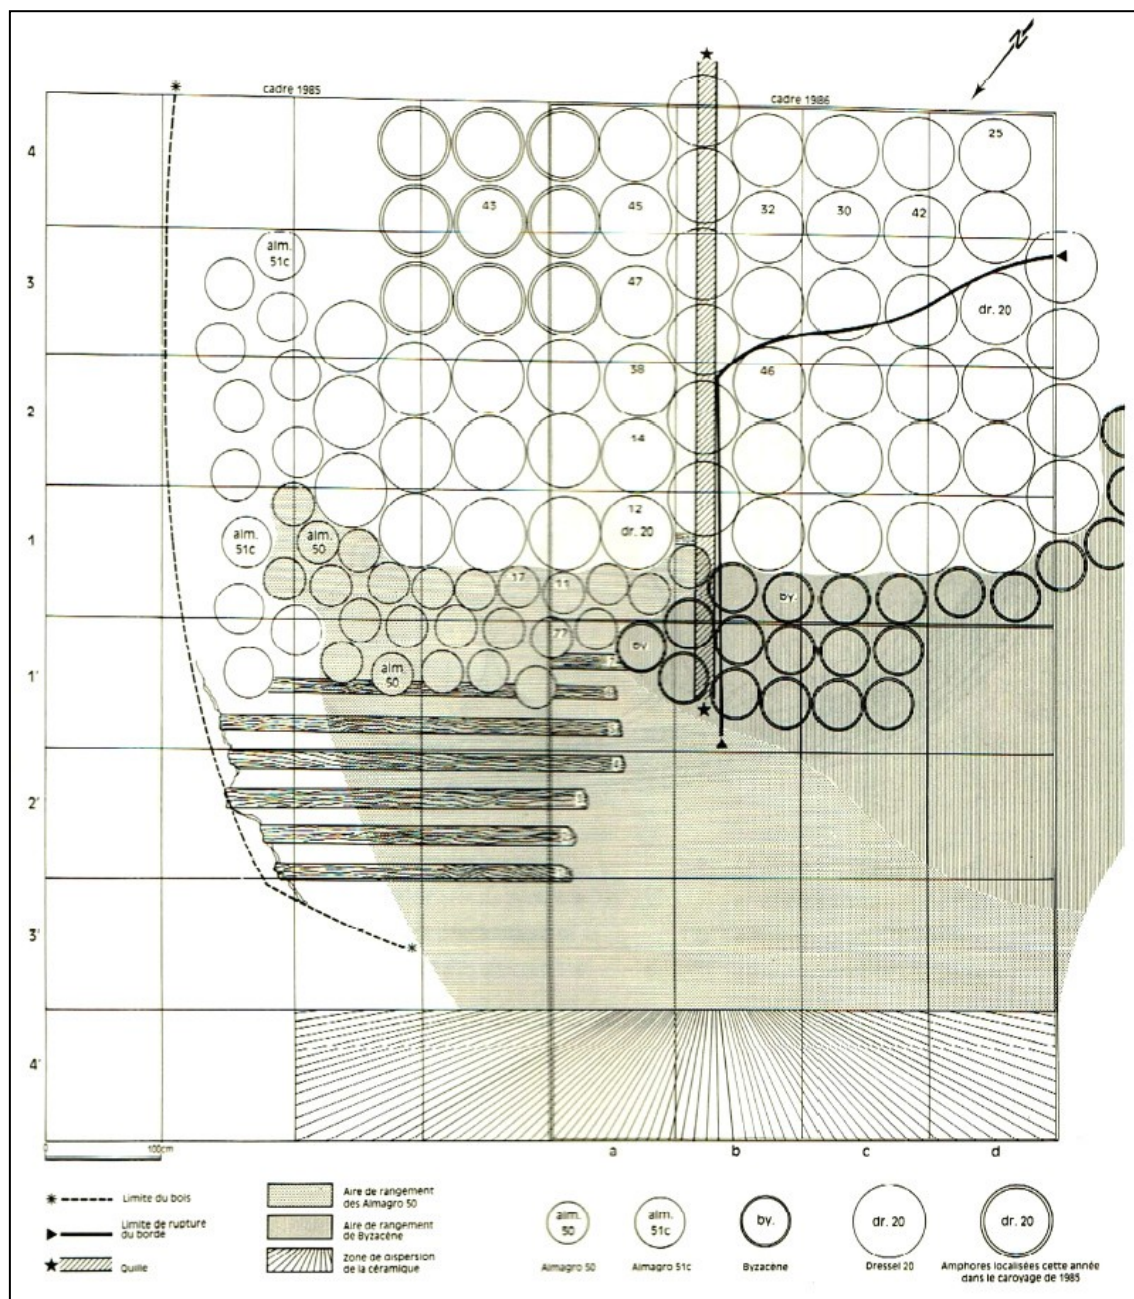 N
cadre 1985
cadre 1986
4
25
43
45
32
30
42
alm.
51c
3
47
dr. 20
38
46
2
14
12
dr. 20
alm.
51c
alm.
50
1
37
11
by.
77
by.
alm.
50
1'
2'
3'
4'
0
100cm
a
b
c
d
Limite du bois
Limite de rupture
du bordé
Quille
Aire de rangement
des Almagro 50
Aire de rangement
de Byzacène
Zone de dispersion
de la céramique
alm.
50
Almagro 50
alm.
51c
Almagro 51c
by.
Byzacène
dr. 20
Dressel 20
dr. 20
Amphores localisées cette année
dans le caroyage de 1985